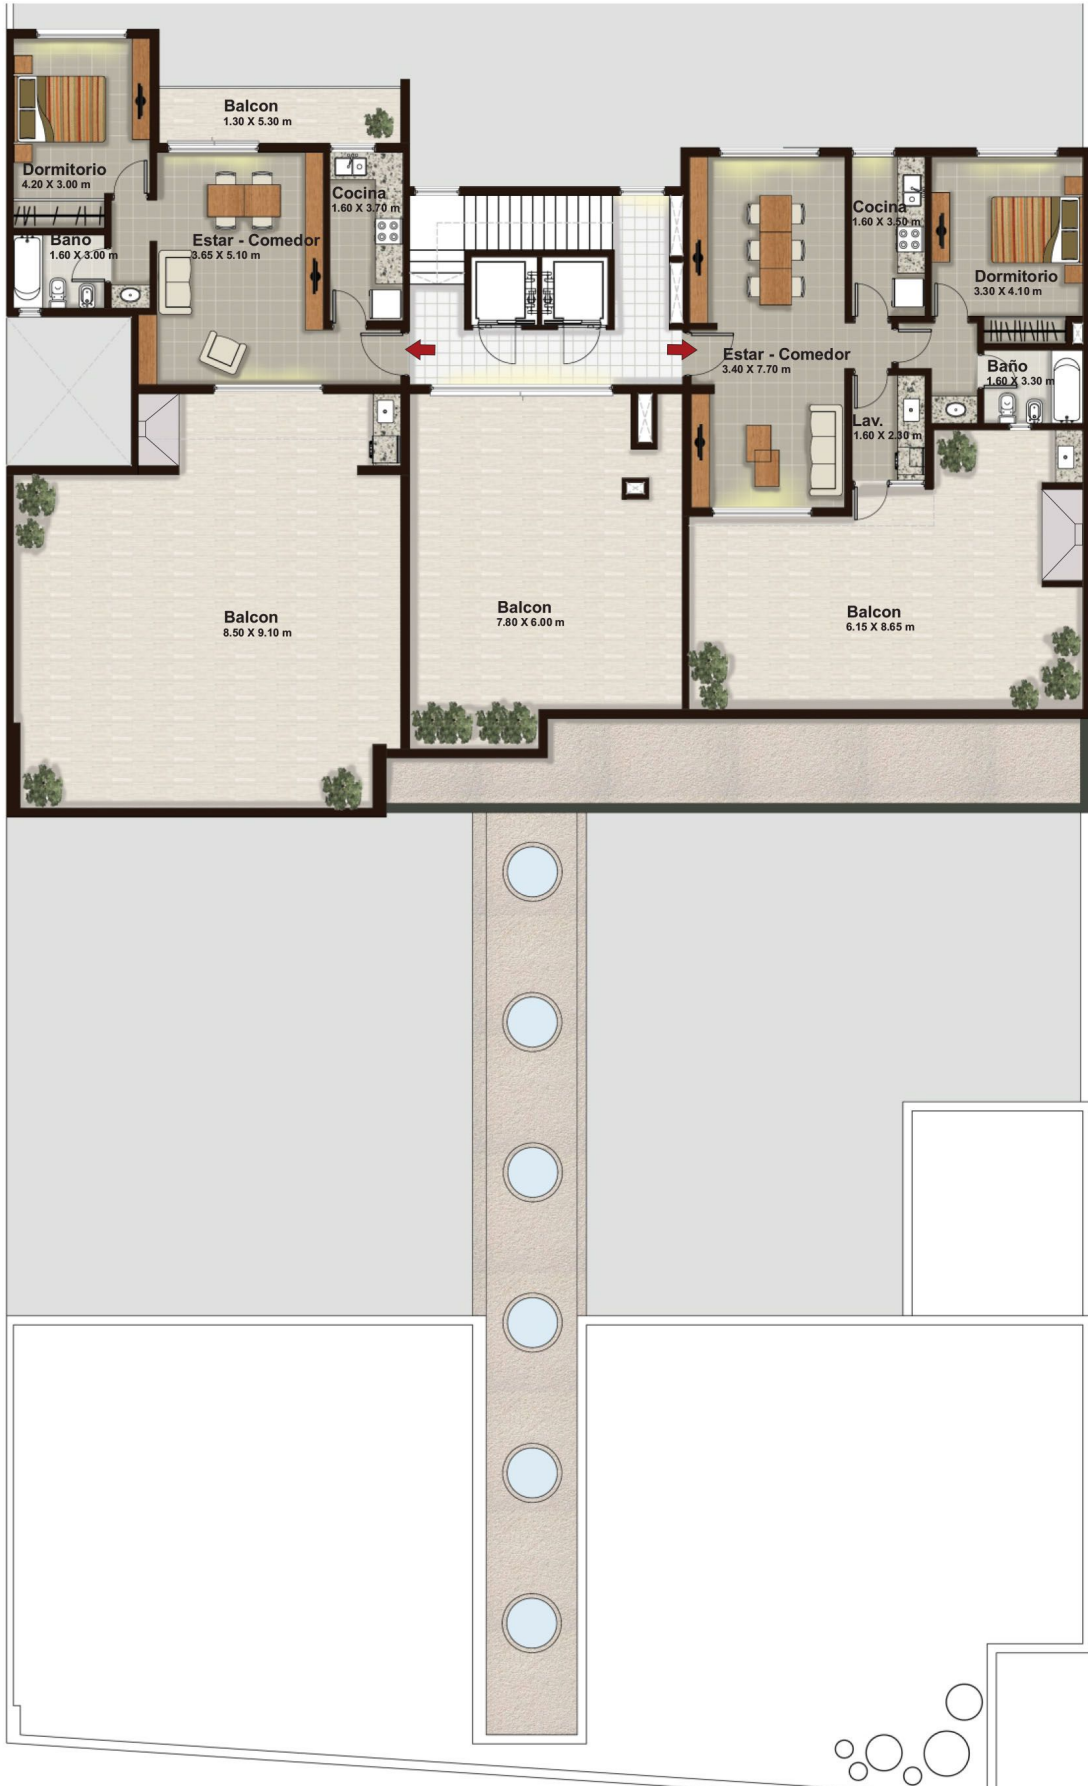 Balcon
1.30 X 5.30 m
Dormitorio
4.20 X 3.00 m
Cocina
1.60 X 3.70 m
Baño
1.60 X 3.00 m
Estar - Comedor
3.65 X 5.10 m
Cocina
1.60 X 3.50 m
Dormitorio
3.30 X 4.10 m
Estar - Comedor
3.40 X 7.70 m
Baño
1.60 X 3.30 m
Lav.
1.60 X 2.30 m
Balcon
8.50 X 9.10 m
Balcon
7.80 X 6.00 m
Balcon
6.15 X 8.65 m